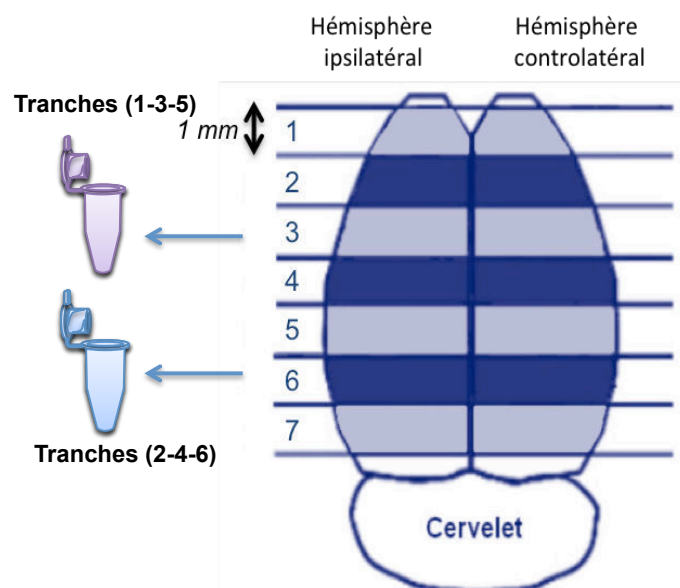 Hémisphère
ipsilatéral
Hémisphère
controlatéral
Tranches (1-3-5)
1 mm
1
2
3
4
5
6
7
Tranches (2-4-6)
Cervelet